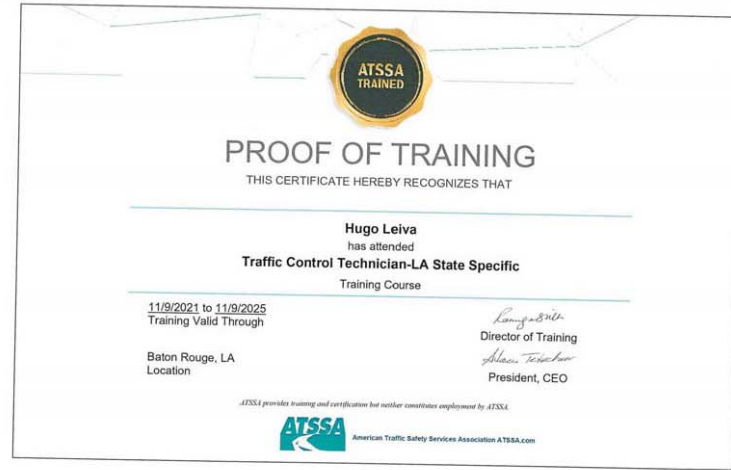 ATSSA
TRAINED
PROOF OF TRAINING
THIS CERTIFICATE HEREBY RECOGNIZES THAT
Hugo Leiva
has attended
Traffic Control Technician-LA State Specific
Training Course
11/9/2021 to 11/9/2025
Training Valid Through
Director of Training
Baton Rouge, LA
Location
President, CEO
ATSSA provides training and certification but neither constitutes employment by ATSSA.
ATSSA
American Traffic Safety Services Association ATSSA.com